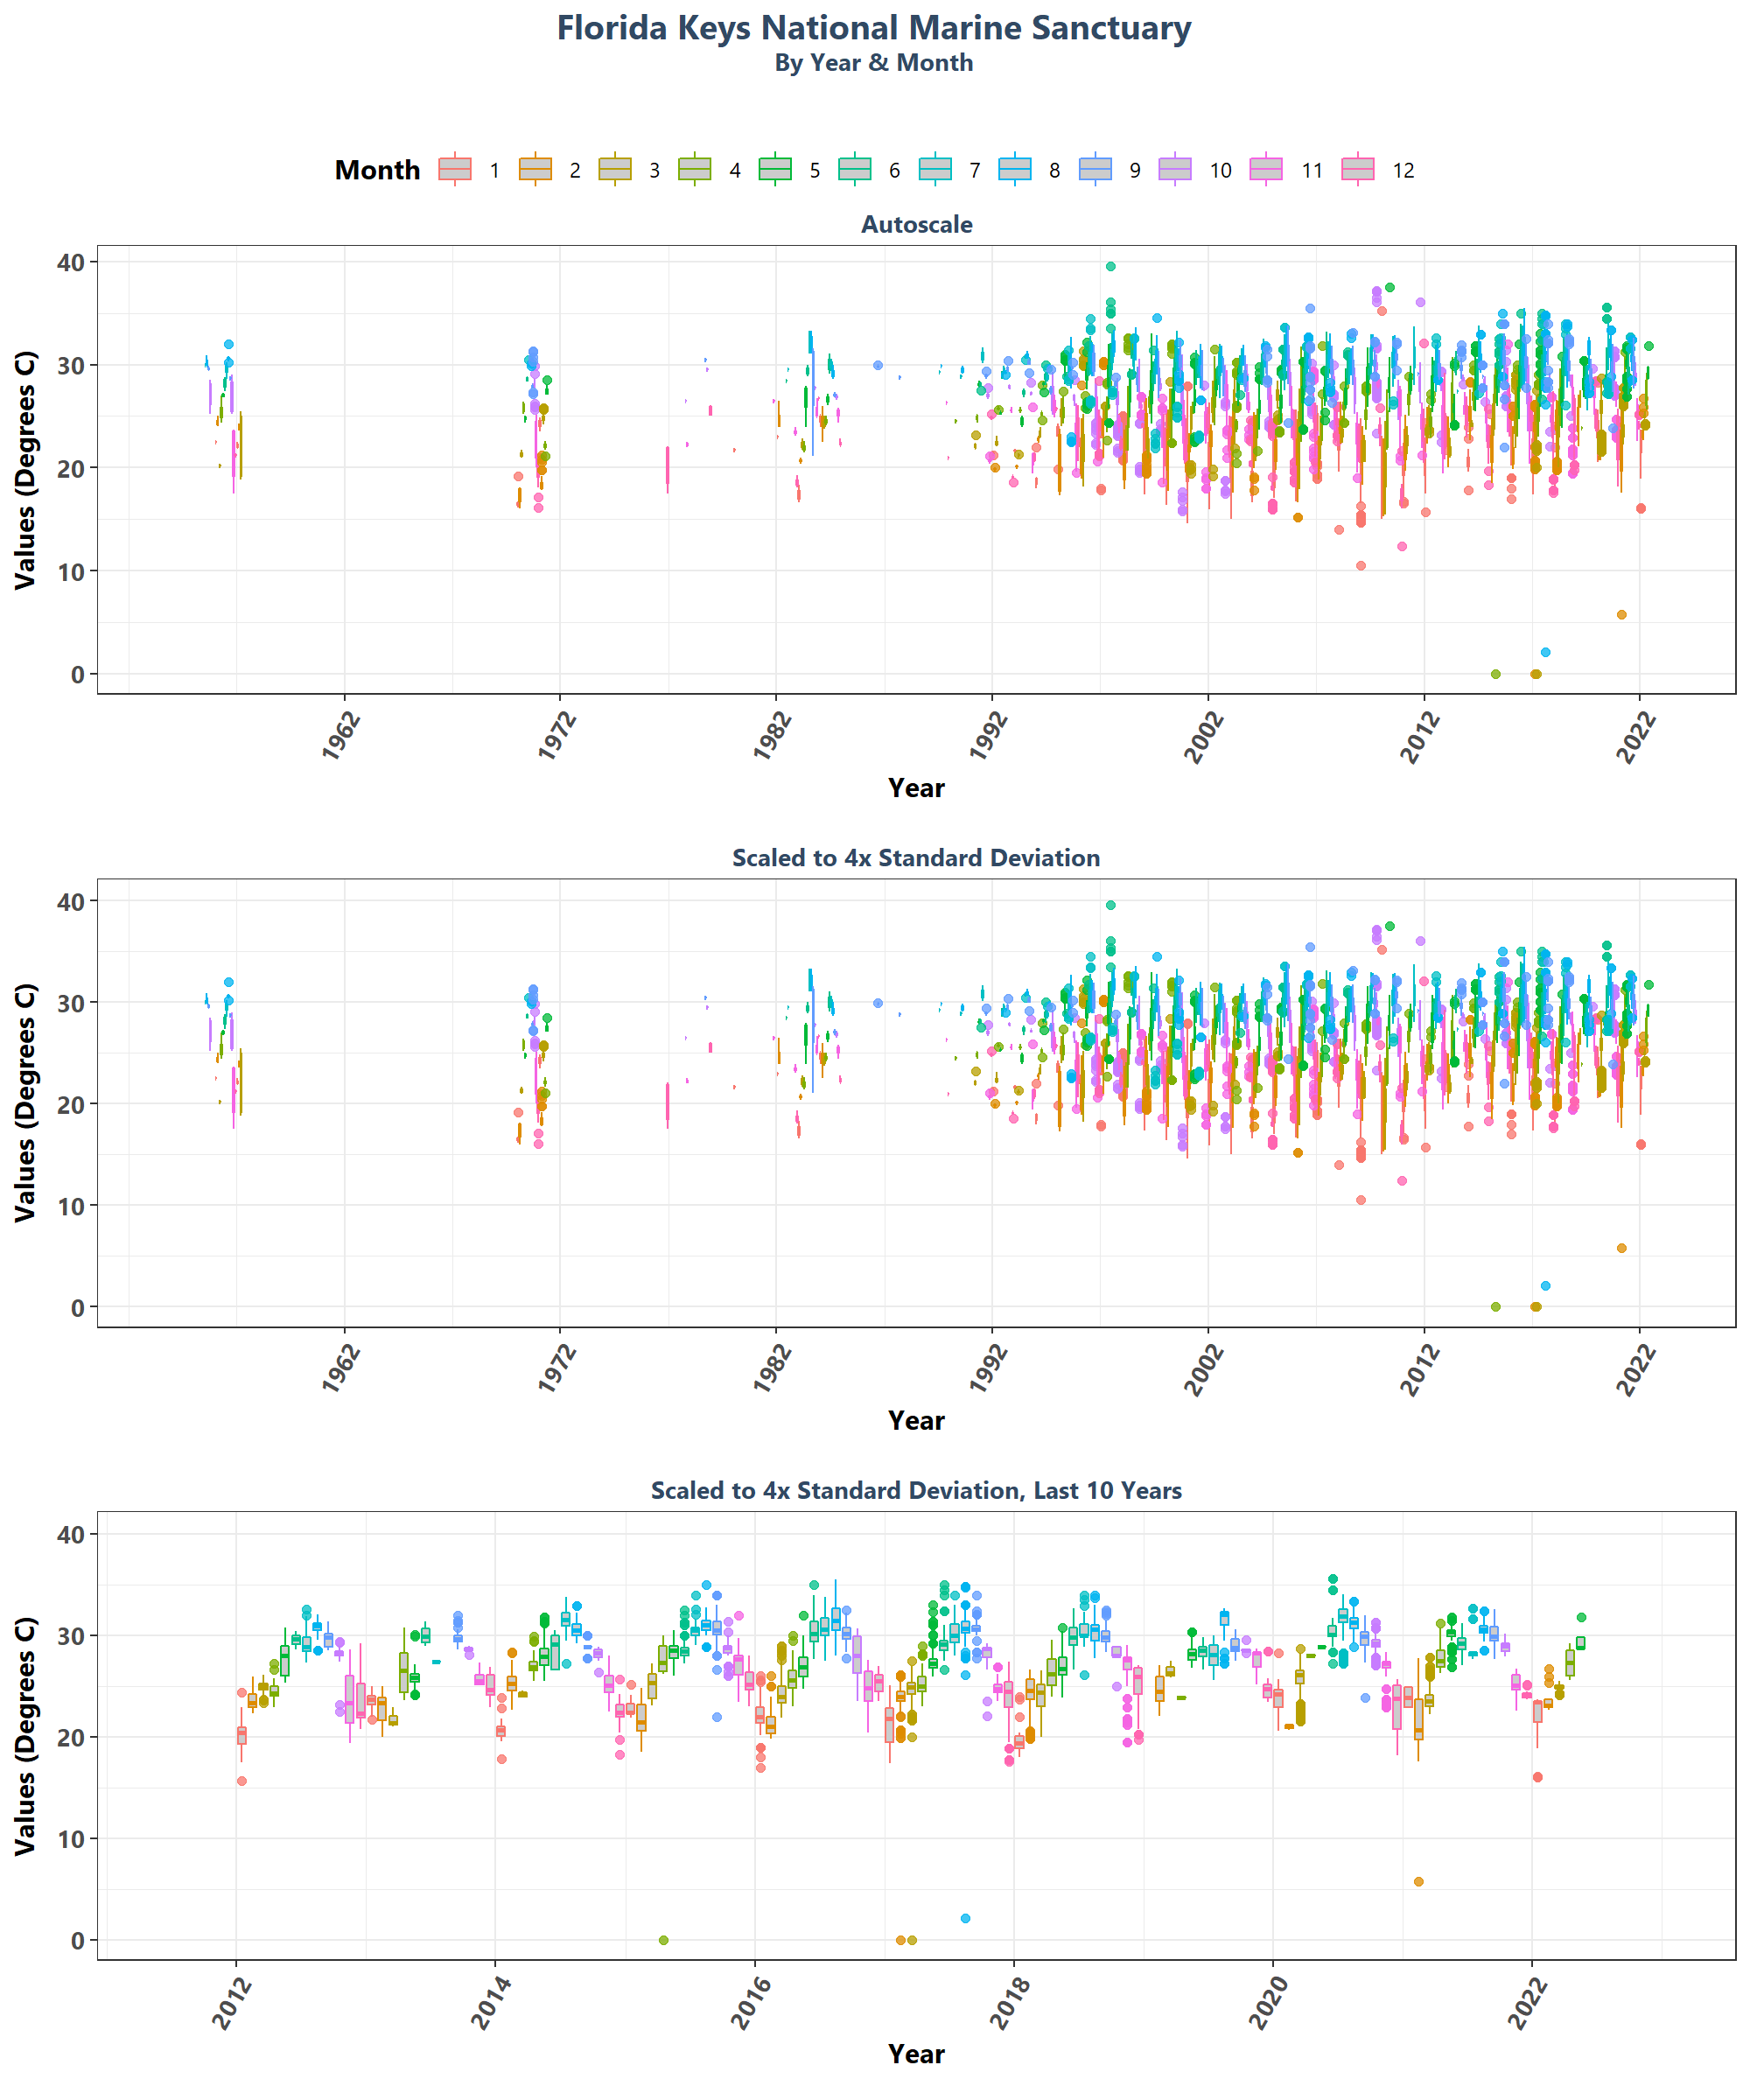 Florida Keys National Marine Sanctuary
By Year & Month
Month 1 2 3 4 5 6 7 8 9 10 11 12
Autoscale
Values (Degrees C)
40
30
20
10
0
1962 1972 1982 1992 2002 2012 2022
Year
Scaled to 4x Standard Deviation
Values (Degrees C)
40
30
20
10
0
1962 1972 1982 1992 2002 2012 2022
Year
Scaled to 4x Standard Deviation, Last 10 Years
Values (Degrees C)
40
30
20
10
0
2012 2014 2016 2018 2020 2022
Year